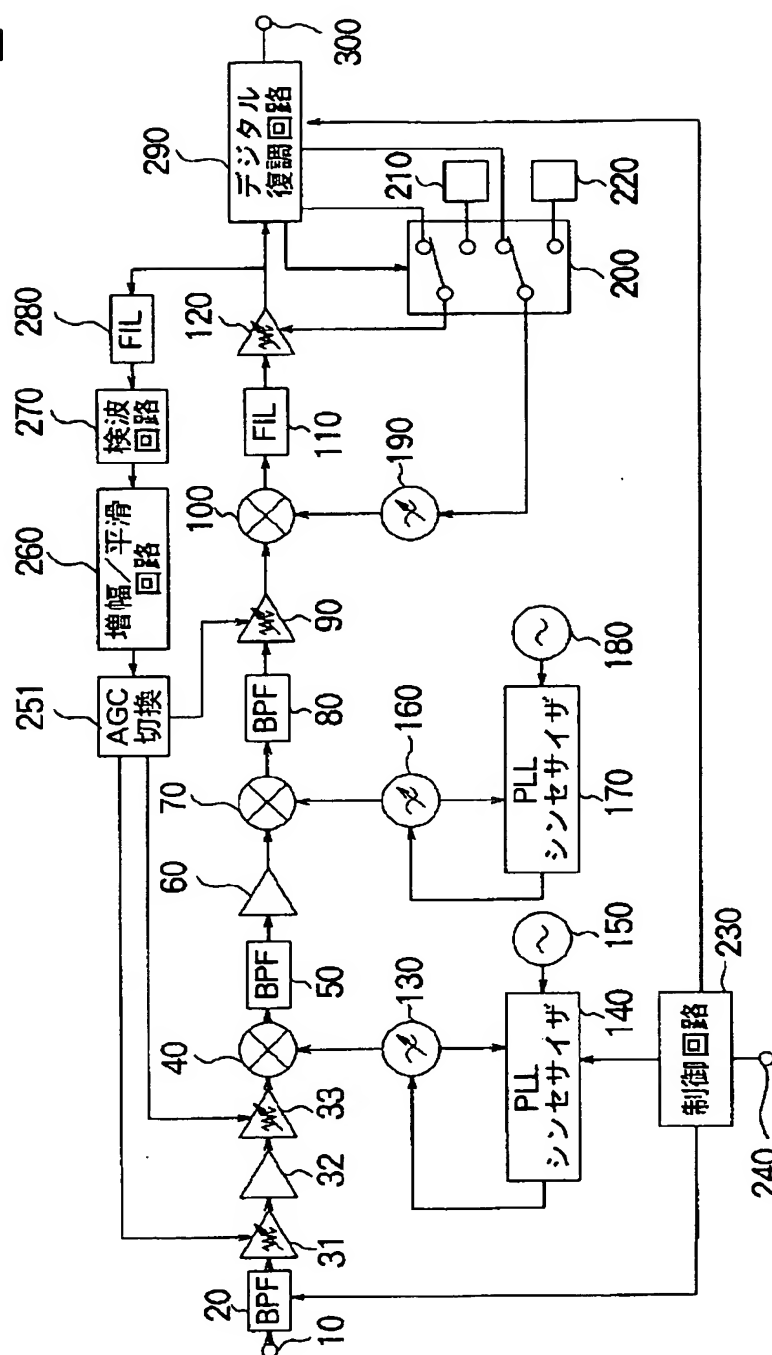 280
FIL
270
検波
回路
260
増幅/平滑
回路
251
AGC
切換
290
デジタル
復調回路
300
120
FIL
110
100
90
BPF
80
70
60
BPF
50
40
33
32
31
20
BPF
10
210
220
200
190
180
160
PLL
シンセサイザ
170
150
130
PLL
シンセサイザ
140
230
制御回路
240